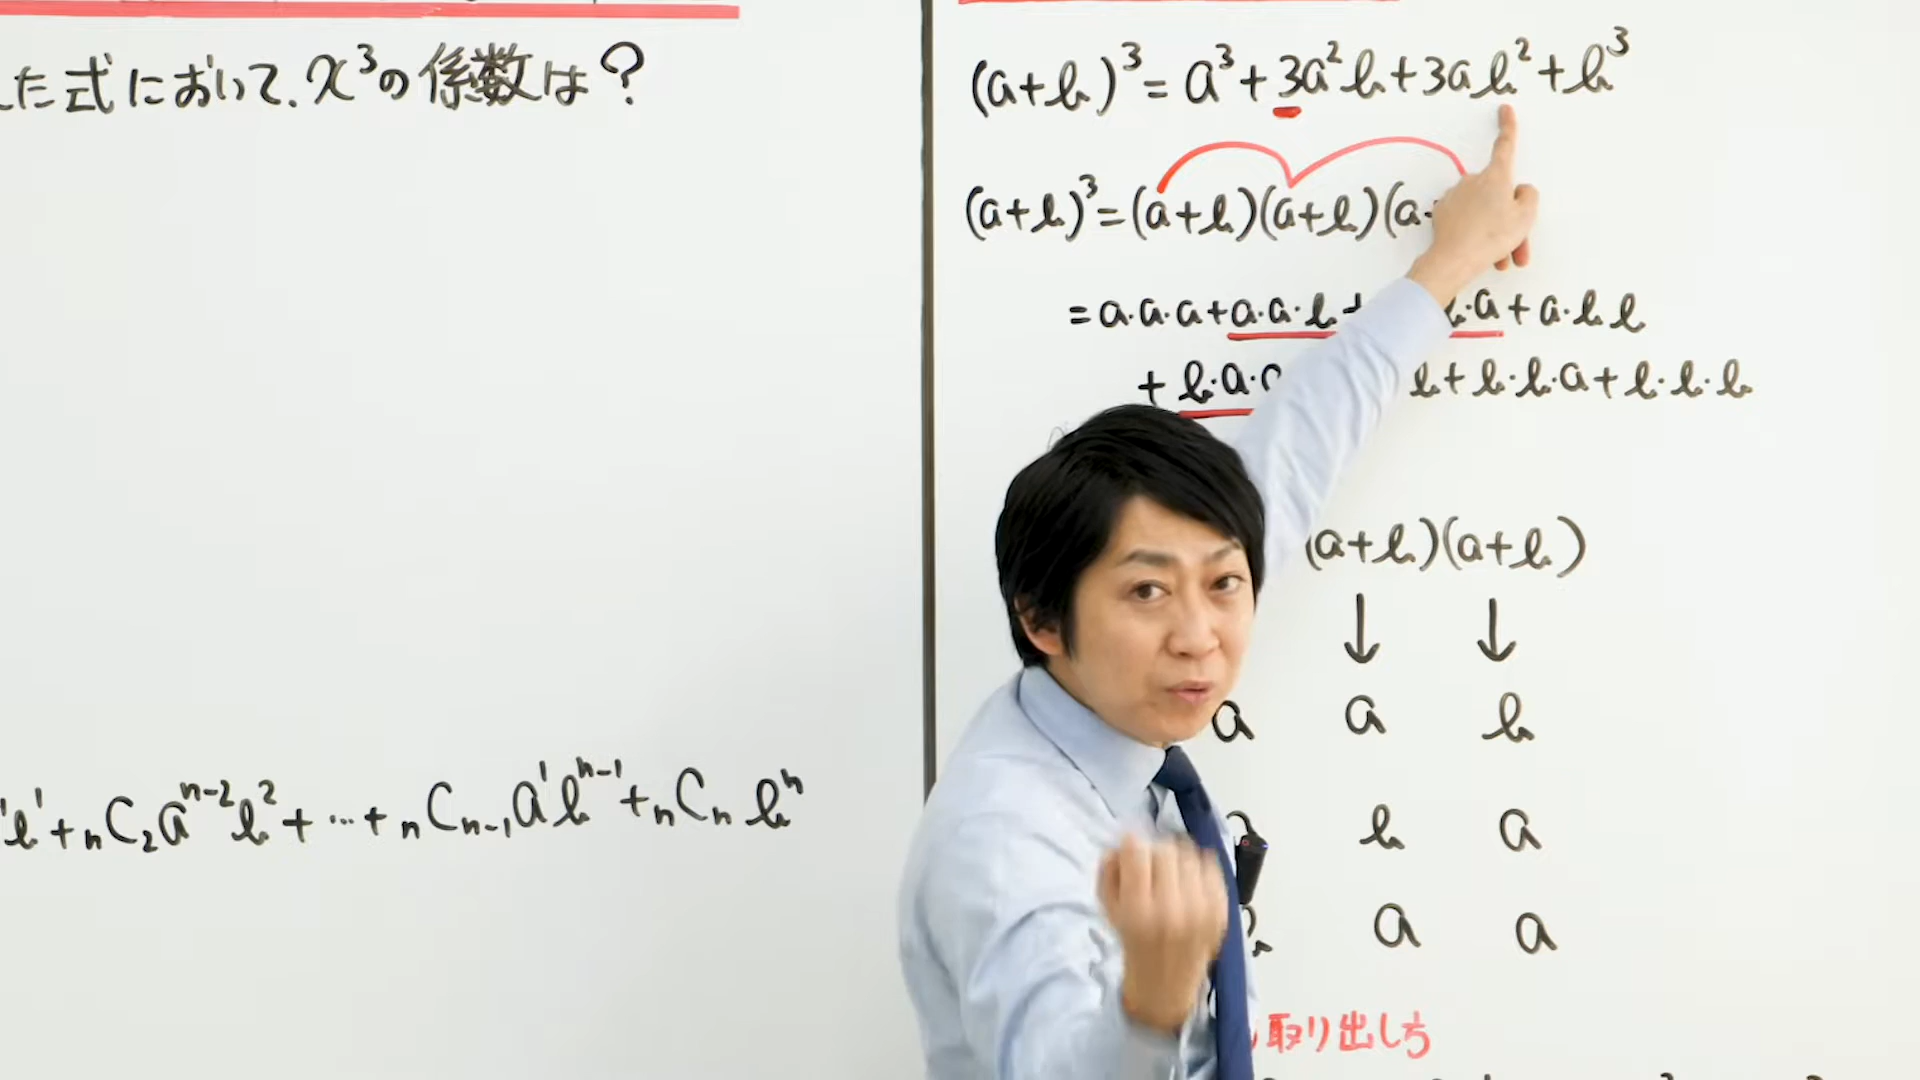 た式において、x³の係数は？
b¹+nC₂aⁿ⁻²b²+…+nCn-₁a¹bⁿ⁻¹+nCnbⁿ
(a+b)³=a³+3a²b+3ab²+b³
(a+b)³=(a+b)(a+b)(a
=a·a·a+a·a·b+ b·a+a·b b
+b·a·a b+b·b·a+b·b·b
(a+b)(a+b)
↓ ↓
a a b
b a
b a a
取り出し方